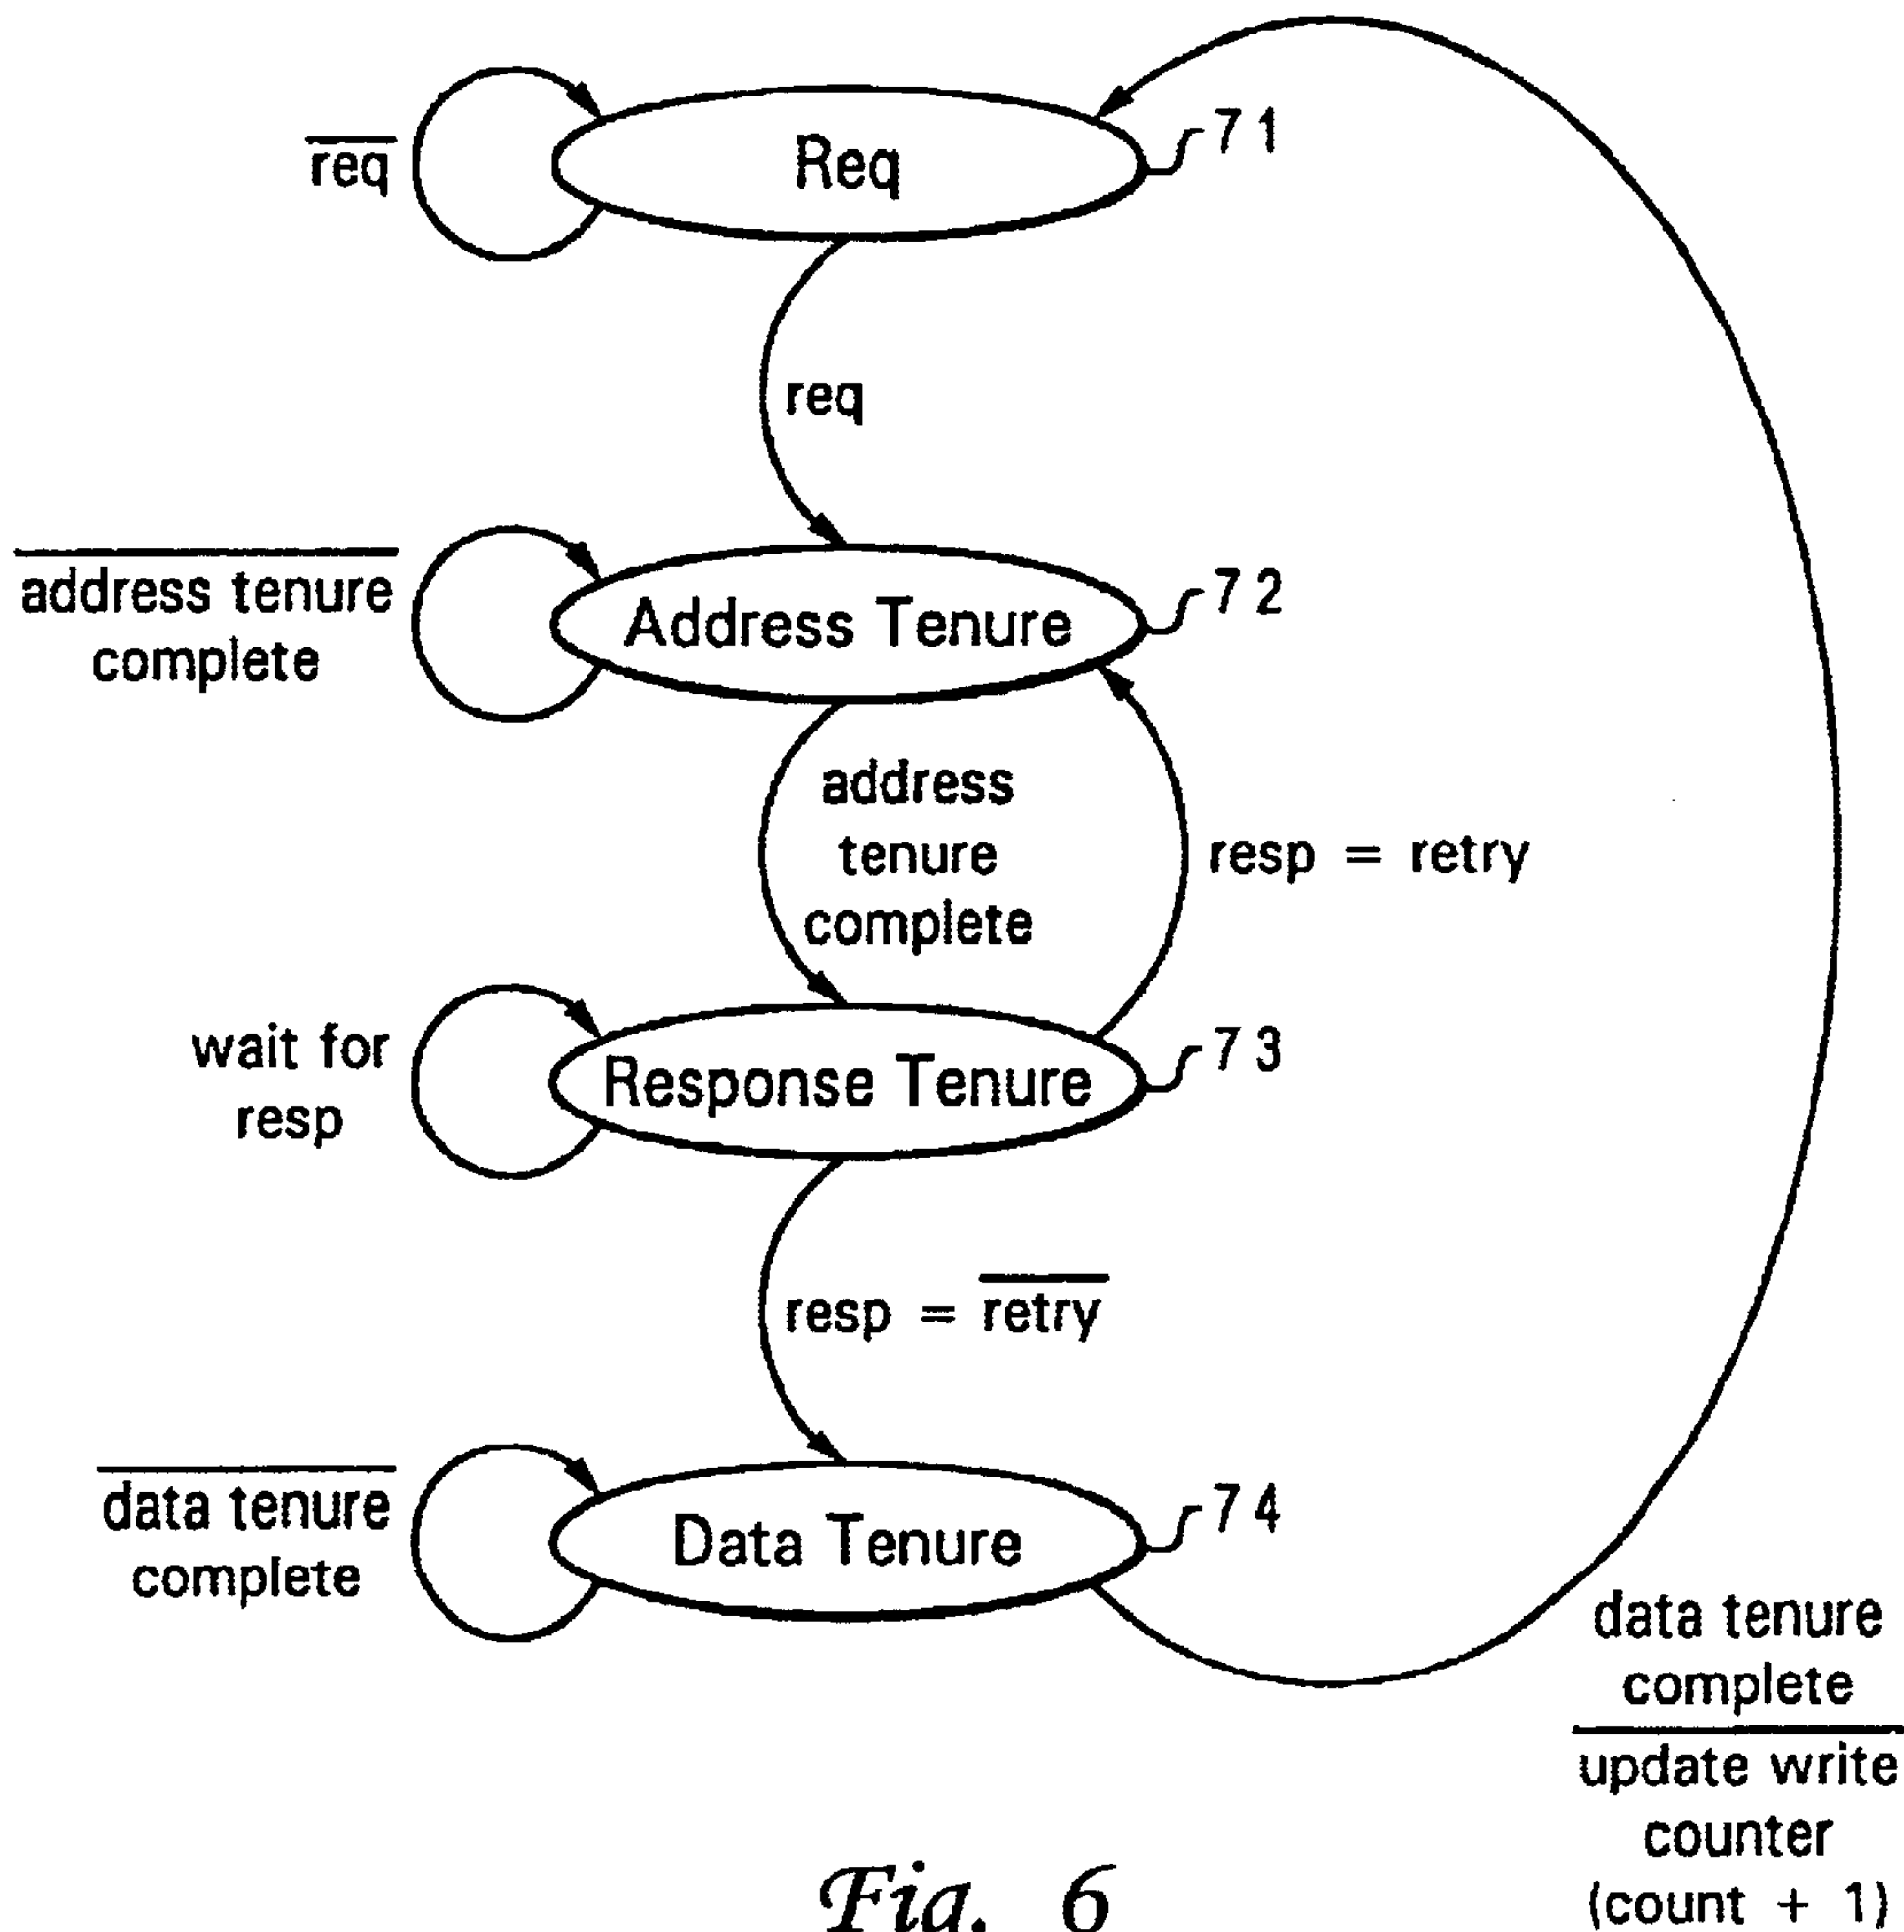 req
Req
71
req
address tenure
complete
Address Tenure
72
address
tenure
complete
resp = retry
wait for
resp
Response Tenure
73
resp = retry
data tenure
complete
Data Tenure
74
data tenure
complete
update write
counter
(count + 1)
Fig. 6